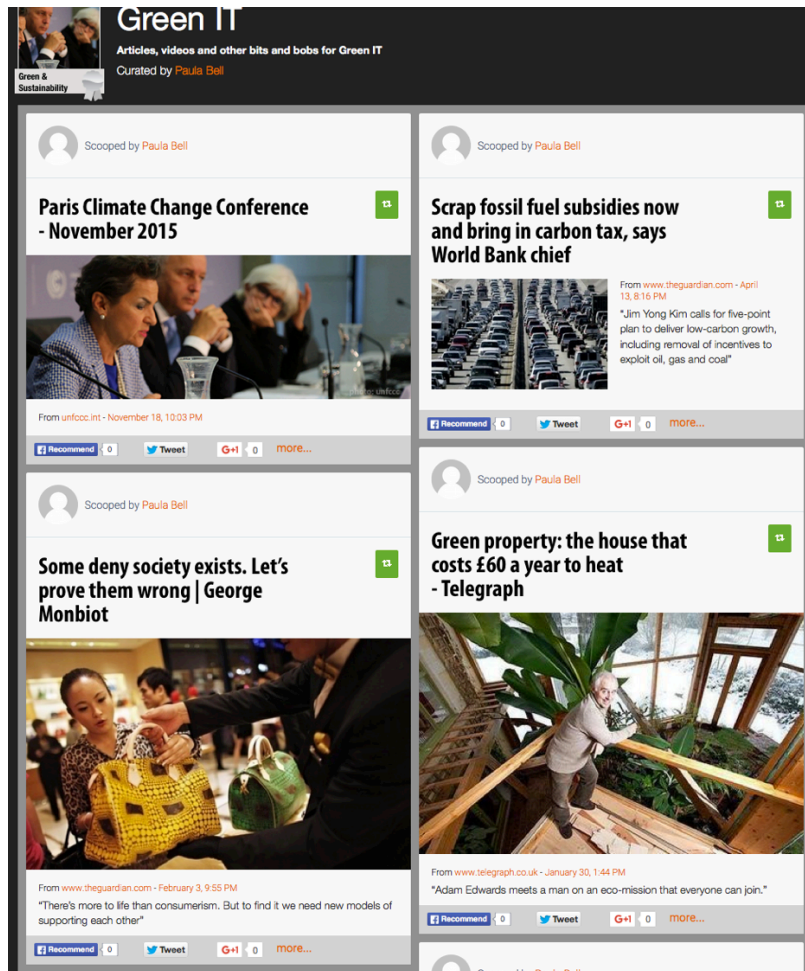 Green IT
Articles, videos and other bits and bobs for Green IT
Curated by Paula Bell
Green &
Sustainability
Scooped by Paula Bell
Paris Climate Change Conference
- November 2015
From unfccc.int - November 18, 10:03 PM
Recommend 0 Tweet G+1 0 more...
Scooped by Paula Bell
Some deny society exists. Let's
prove them wrong | George
Monbiot
From www.theguardian.com - February 3, 9:55 PM
"There's more to life than consumerism. But to find it we need new models of
supporting each other"
Recommend 0 Tweet G+1 0 more...
Scooped by Paula Bell
Scrap fossil fuel subsidies now
and bring in carbon tax, says
World Bank chief
From www.theguardian.com - April
13, 8:16 PM
"Jim Yong Kim calls for five-point
plan to deliver low-carbon growth,
including removal of incentives to
exploit oil, gas and coal"
Recommend 0 Tweet G+1 0 more...
Scooped by Paula Bell
Green property: the house that
costs £60 a year to heat
- Telegraph
From www.telegraph.co.uk - January 30, 1:44 PM
"Adam Edwards meets a man on an eco-mission that everyone can join."
Recommend 0 Tweet G+1 0 more...